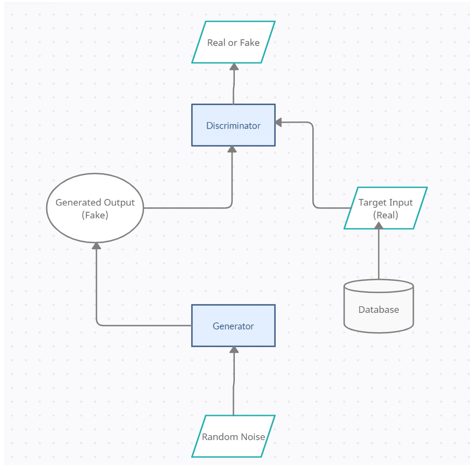 Real or Fake
Discriminator
Generated Output
(Fake)
Target Input
(Real)
Database
Generator
Random Noise